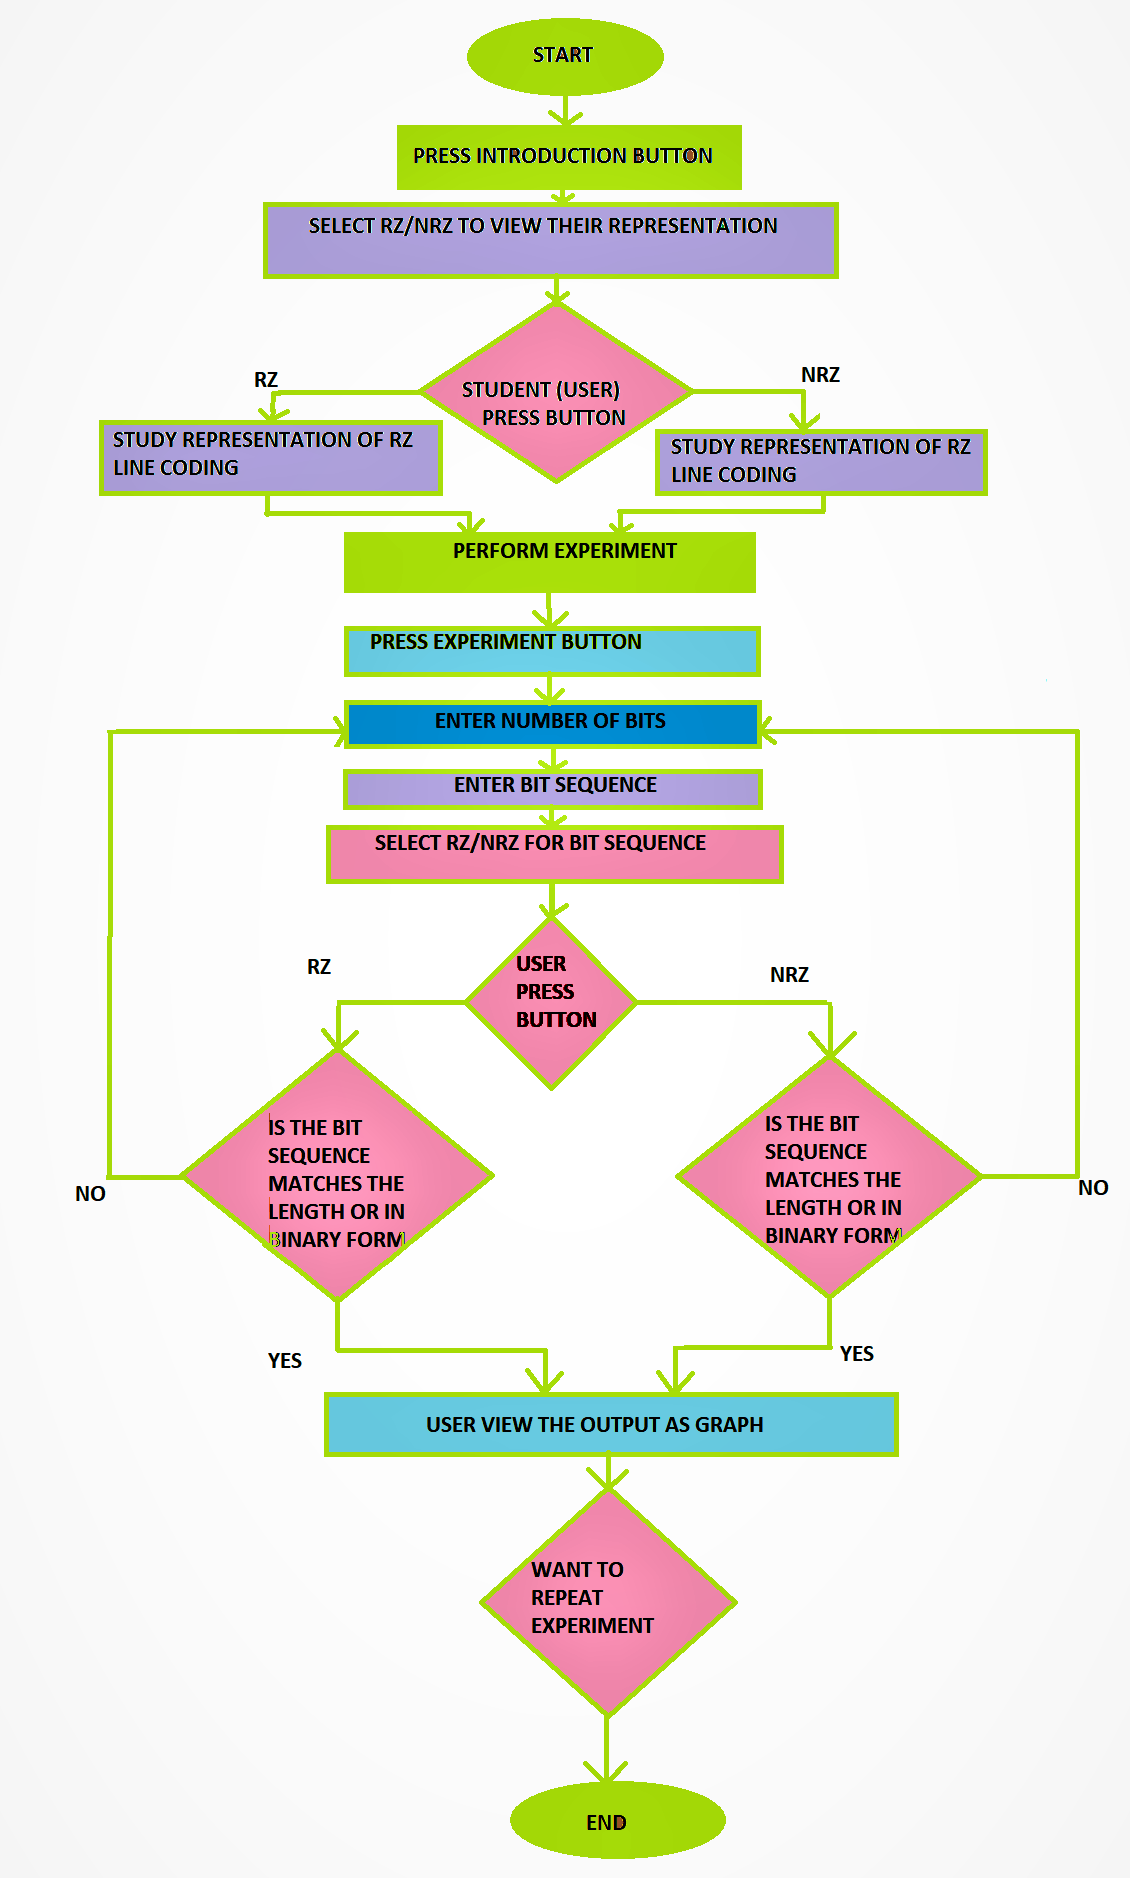 START
PRESS INTRODUCTION BUTTON
SELECT RZ/NRZ TO VIEW THEIR REPRESENTATION
STUDENT (USER)
PRESS BUTTON
RZ
NRZ
STUDY REPRESENTATION OF RZ
LINE CODING
STUDY REPRESENTATION OF RZ
LINE CODING
PERFORM EXPERIMENT
PRESS EXPERIMENT BUTTON
ENTER NUMBER OF BITS
ENTER BIT SEQUENCE
SELECT RZ/NRZ FOR BIT SEQUENCE
USER
PRESS
BUTTON
RZ
NRZ
IS THE BIT
SEQUENCE
MATCHES THE
LENGTH OR IN
BINARY FORM
NO
IS THE BIT
SEQUENCE
MATCHES THE
LENGTH OR IN
BINARY FORM
NO
YES
YES
USER VIEW THE OUTPUT AS GRAPH
WANT TO
REPEAT
EXPERIMENT
END